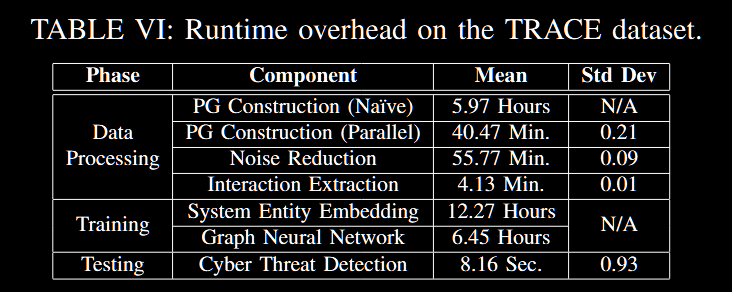 TABLE VI: Runtime overhead on the TRACE dataset.
Phase Component Mean Std Dev
Data Processing PG Construction (Naïve) 5.97 Hours N/A
PG Construction (Parallel) 40.47 Min. 0.21
Noise Reduction 55.77 Min. 0.09
Interaction Extraction 4.13 Min. 0.01
Training System Entity Embedding 12.27 Hours N/A
Graph Neural Network 6.45 Hours
Testing Cyber Threat Detection 8.16 Sec. 0.93